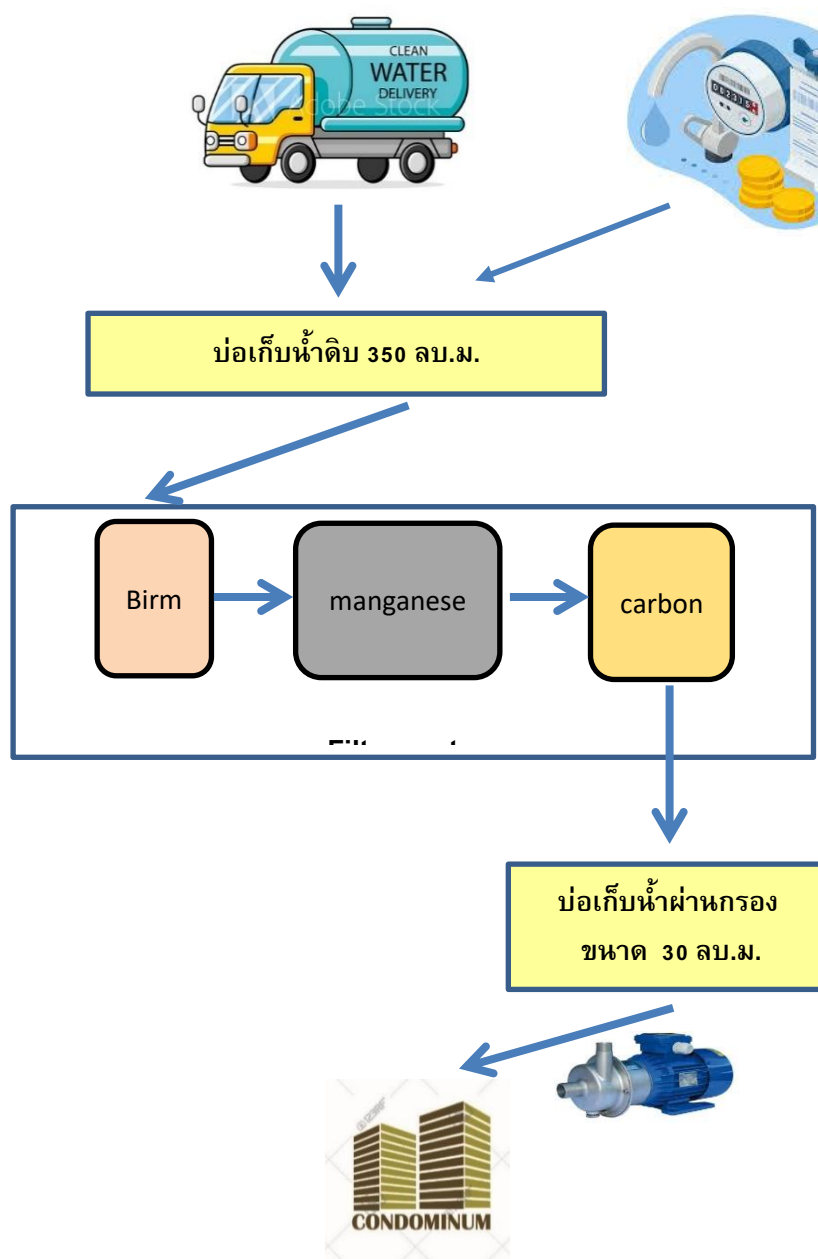 CLEAN
WATER
DELIVERY
Adobe Stock
บ่อเก็บน้ำดิบ 350 ลบ.ม.
Birm
manganese
carbon
บ่อเก็บน้ำผ่านกรอง
ขนาด 30 ลบ.ม.
CONDOMINUM